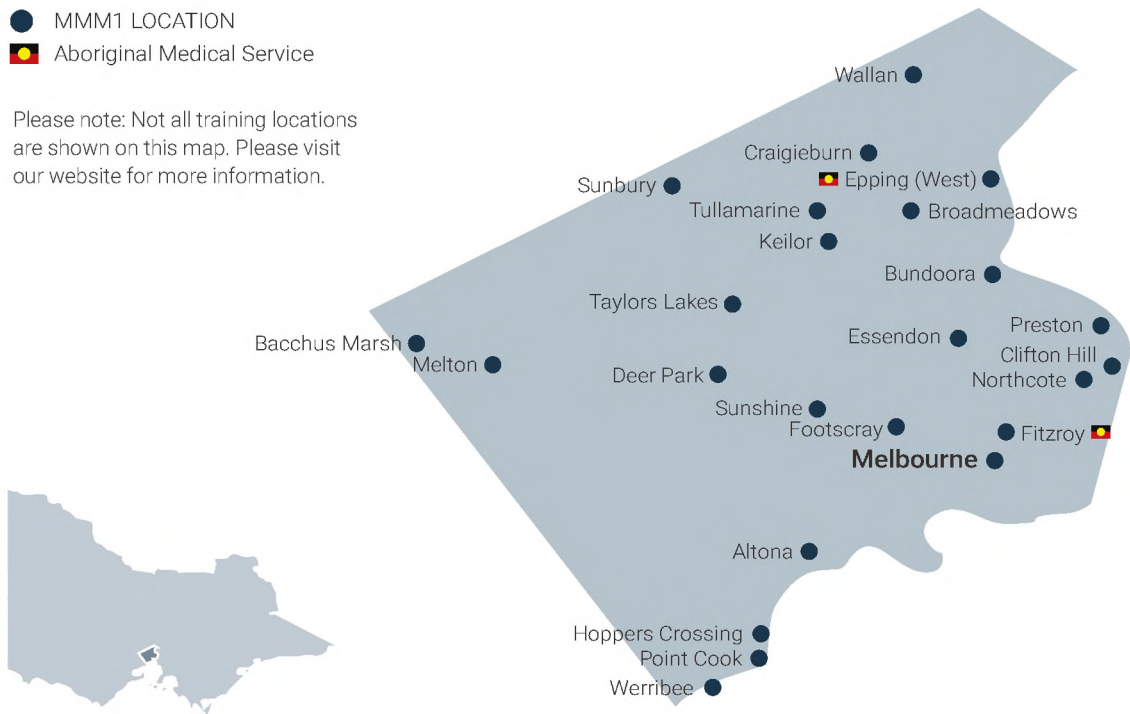 MMM1 LOCATION
Aboriginal Medical Service
Please note: Not all training locations
are shown on this map. Please visit
our website for more information.
Wallan
Craigieburn
Epping (West)
Sunbury
Tullamarine
Broadmeadows
Keilor
Bundoora
Taylors Lakes
Preston
Essendon
Bacchus Marsh
Clifton Hill
Melton
Deer Park
Northcote
Sunshine
Footscray
Fitzroy
Melbourne
Altona
Hoppers Crossing
Point Cook
Werribee